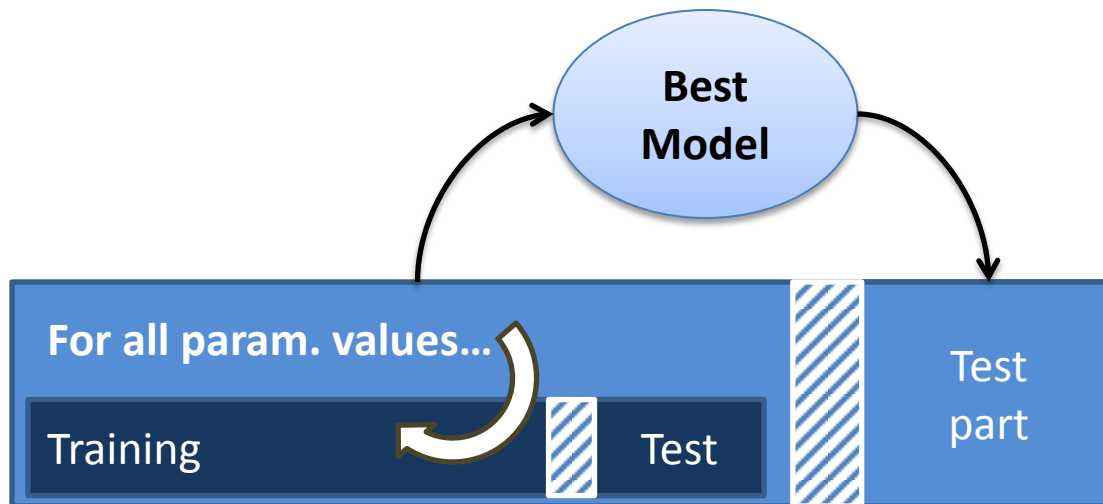 Best
Model
For all param. values…
Test
part
Training
Test